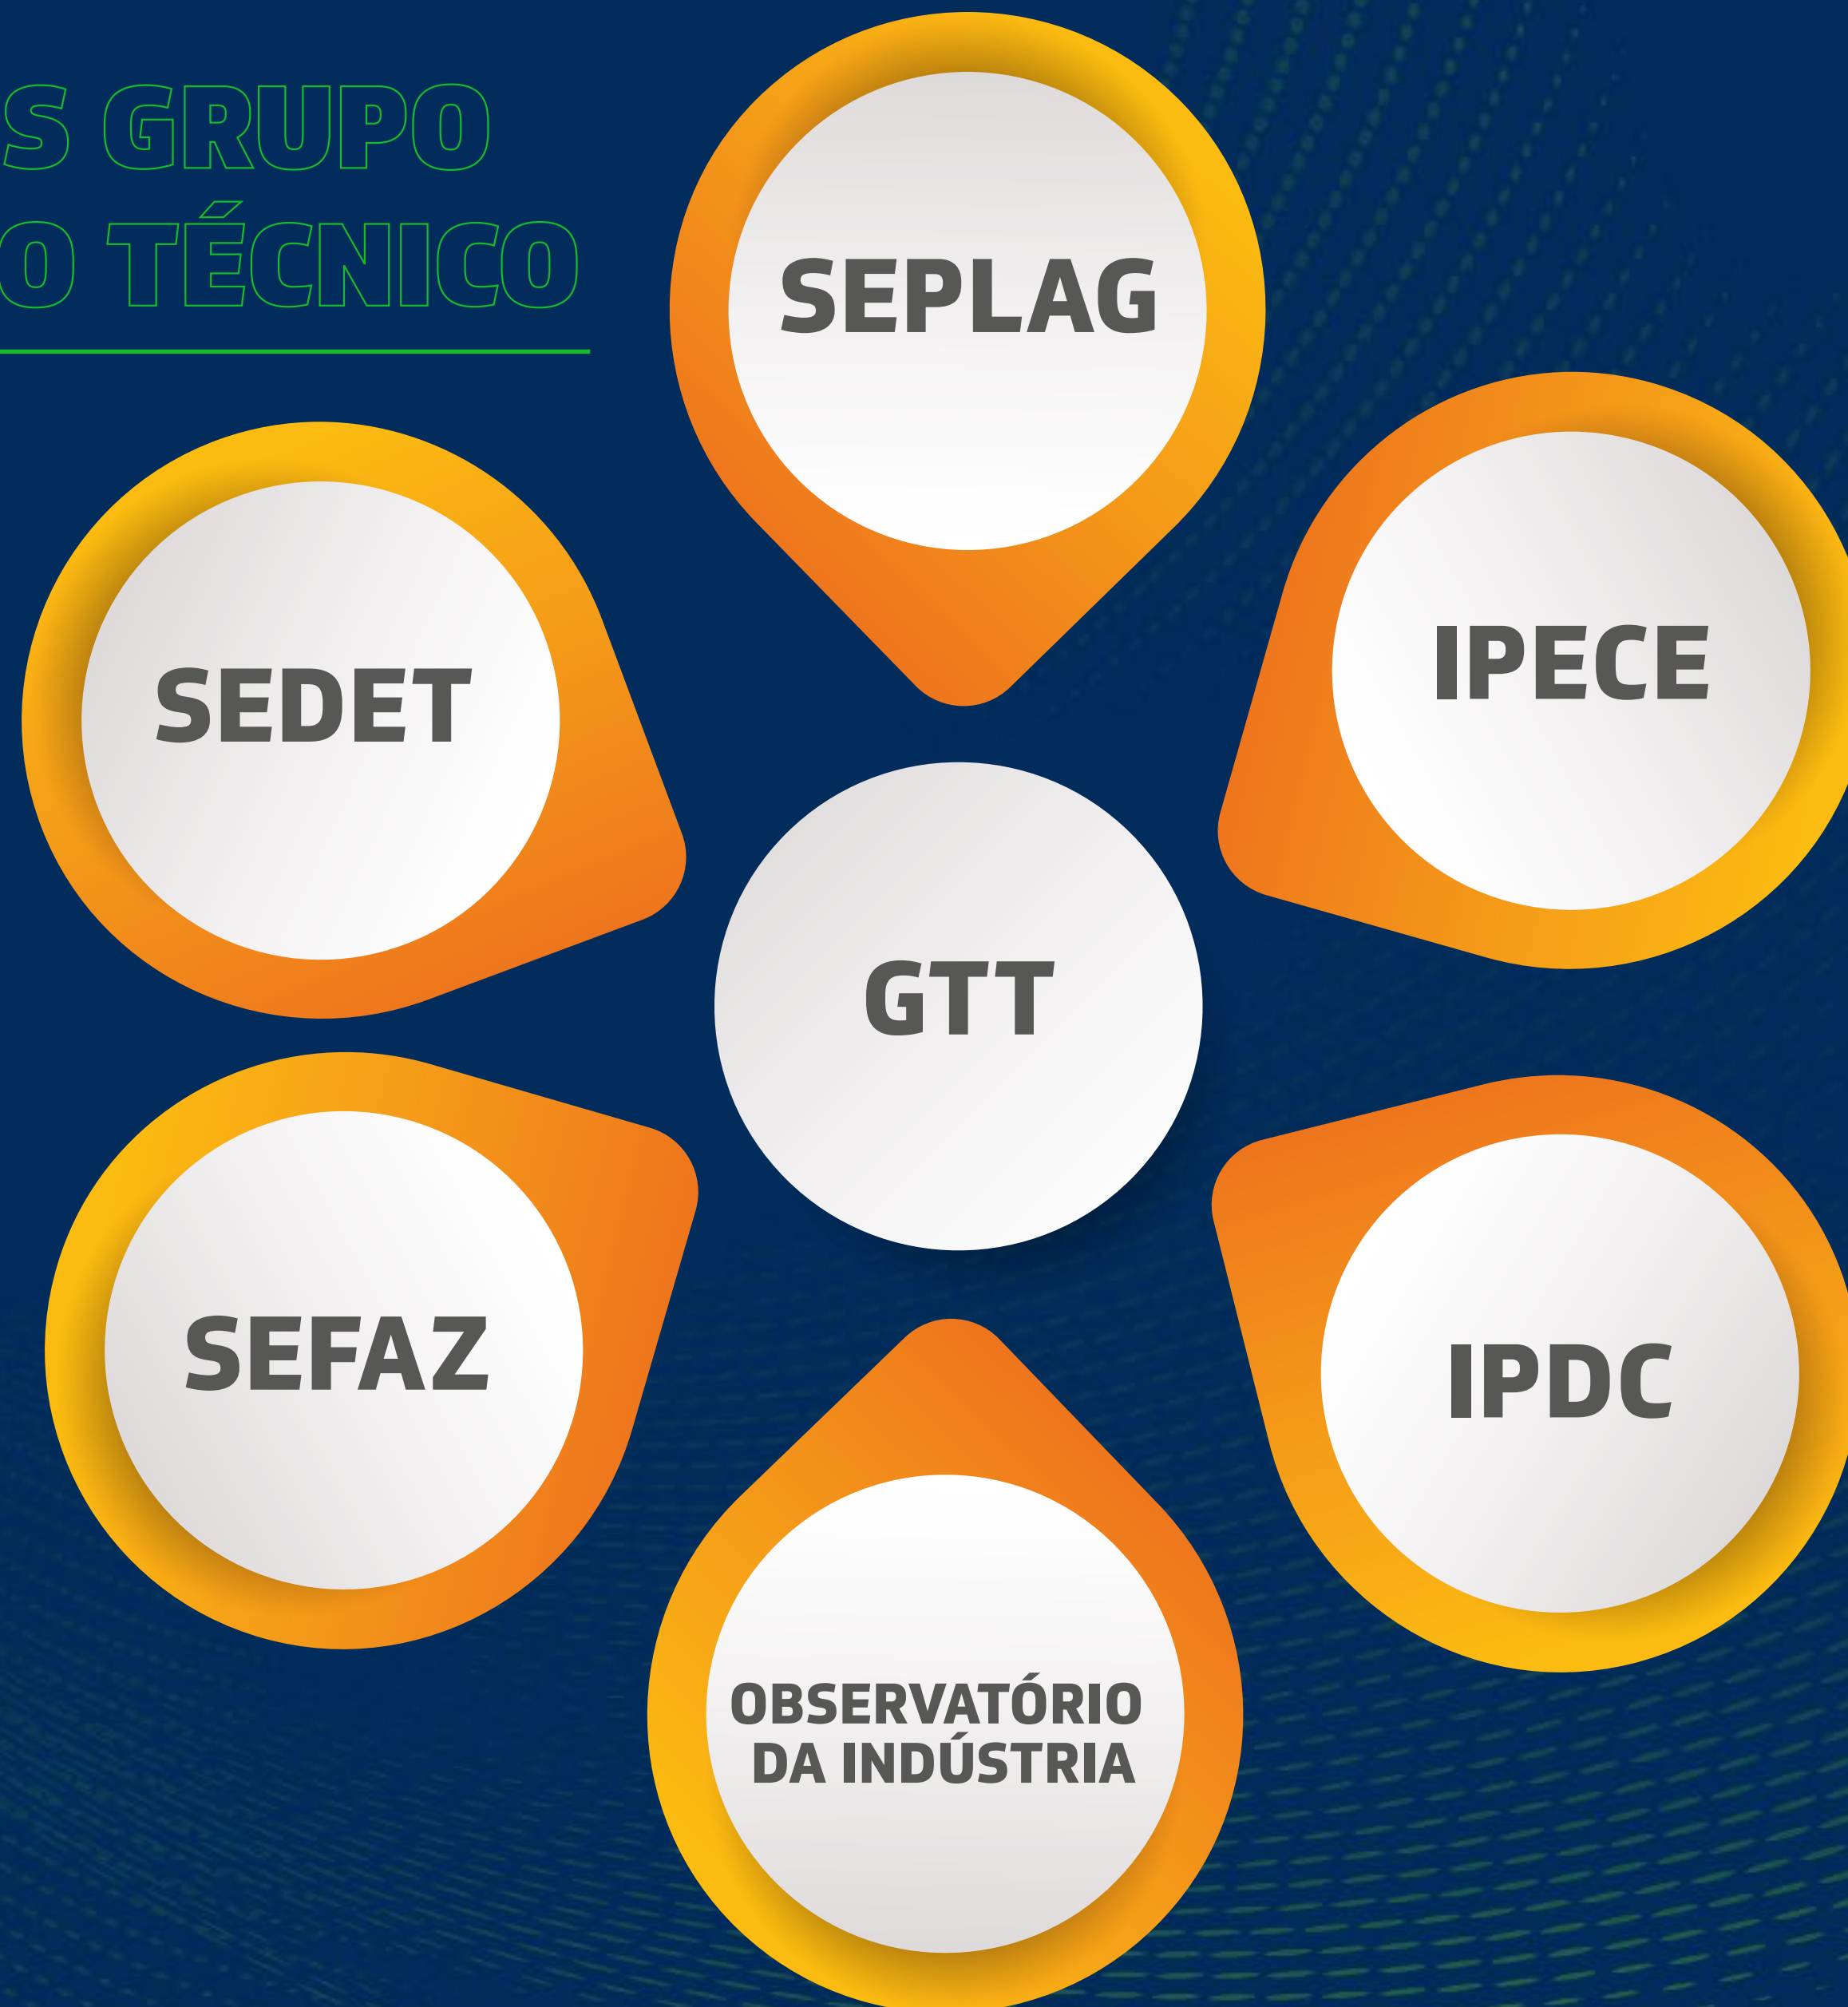 S GRUPO
O TÉCNICO
SEPLAG
IPECE
SEDET
GTT
SEFAZ
IPDC
OBSERVATÓRIO
DA INDÚSTRIA